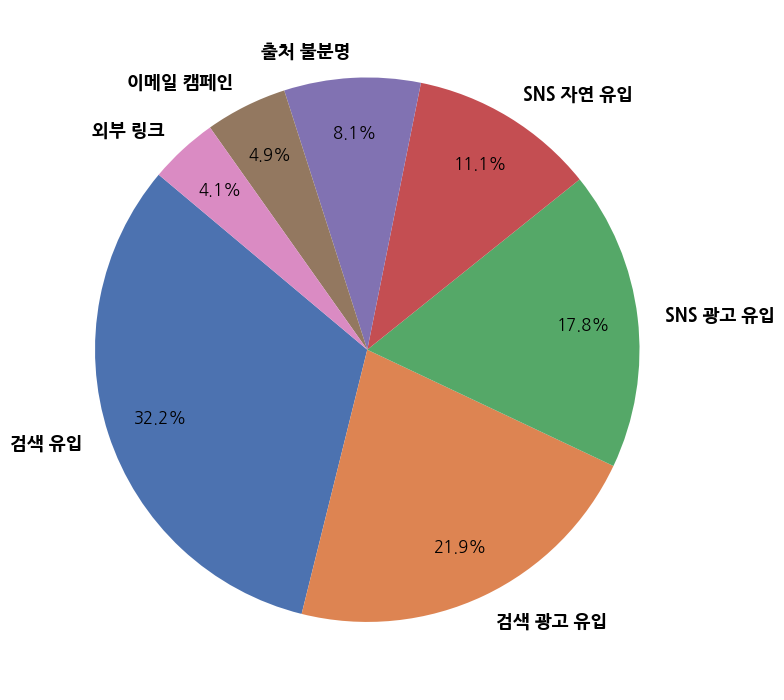 출처 불분명
이메일 캠페인
SNS 자연 유입
외부 링크
8.1%
4.9%
11.1%
4.1%
SNS 광고 유입
17.8%
32.2%
검색 유입
21.9%
검색 광고 유입